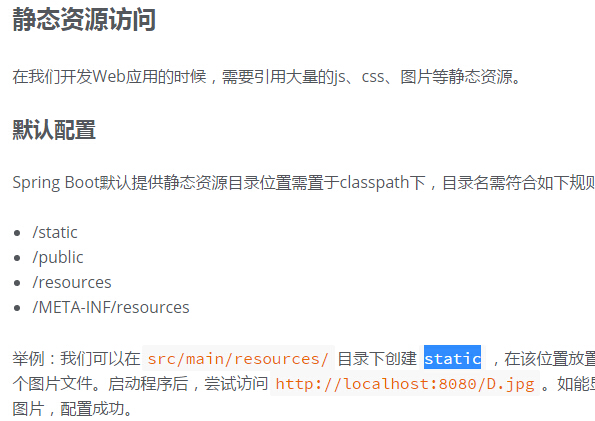 静态资源访问
在我们开发Web应用的时候，需要引用大量的js、css、图片等静态资源。
默认配置
Spring Boot默认提供静态资源目录位置需置于classpath下，目录名需符合如下规则
/static
/public
/resources
/META-INF/resources
举例：我们可以在 src/main/resources/ 目录下创建 static ，在该位置放置
个图片文件。启动程序后，尝试访问 http://localhost:8080/D.jpg 。如能
图片，配置成功。